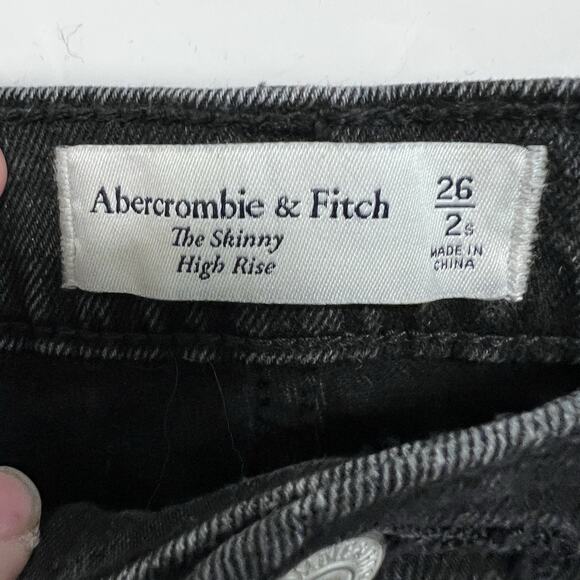 Abercrombie & Fitch
The Skinny
High Rise
26
2s
MADE IN
CHINA